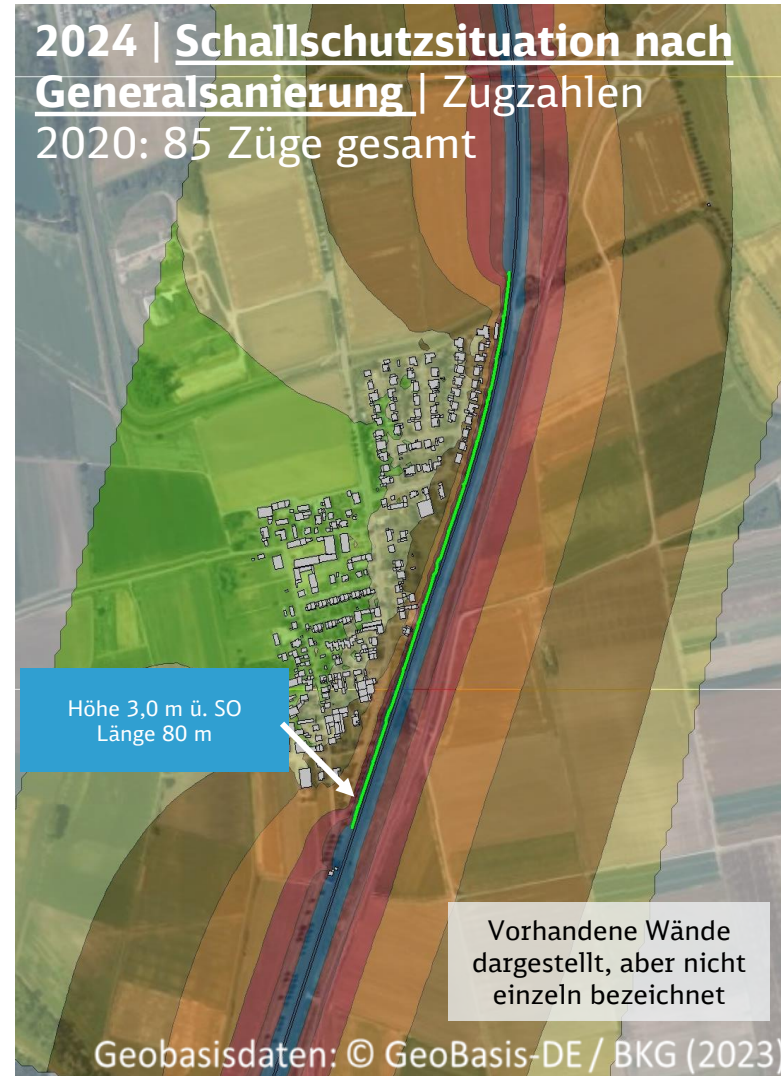 2024 | Schallschutzsituation nach
Generalsanierung | Zugzahlen
2020: 85 Züge gesamt
Höhe 3,0 m ü. SO
Länge 80 m
Vorhandene Wände
dargestellt, aber nicht
einzeln bezeichnet
Geobasisdaten: © GeoBasis-DE / BKG (2023)